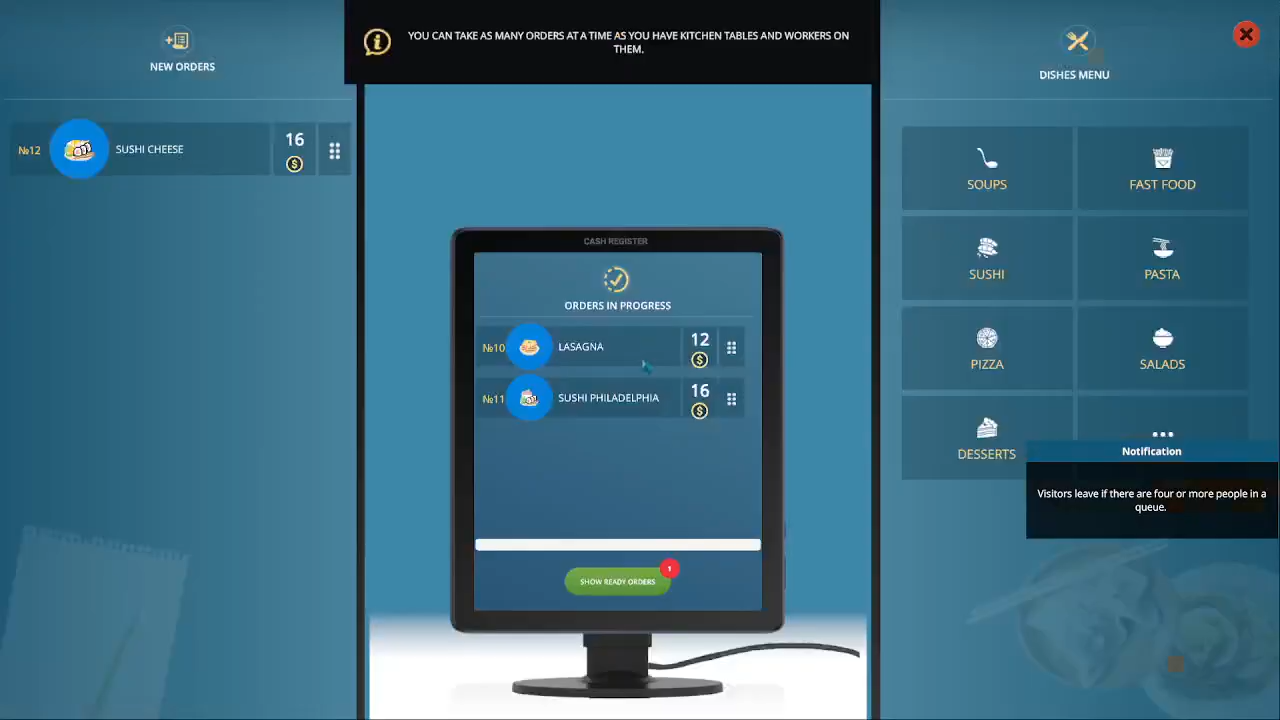 YOU CAN TAKE AS MANY ORDERS AT A TIME AS YOU HAVE KITCHEN TABLES AND WORKERS ON
THEM.
NEW ORDERS
№12
SUSHI CHEESE
16
CASH REGISTER
ORDERS IN PROGRESS
№10
LASAGNA
12
№11
SUSHI PHILADELPHIA
16
SHOW READY ORDERS
1
DISHES MENU
SOUPS
FAST FOOD
SUSHI
PASTA
PIZZA
SALADS
DESSERTS
Notification
Visitors leave if there are four or more people in a
queue.